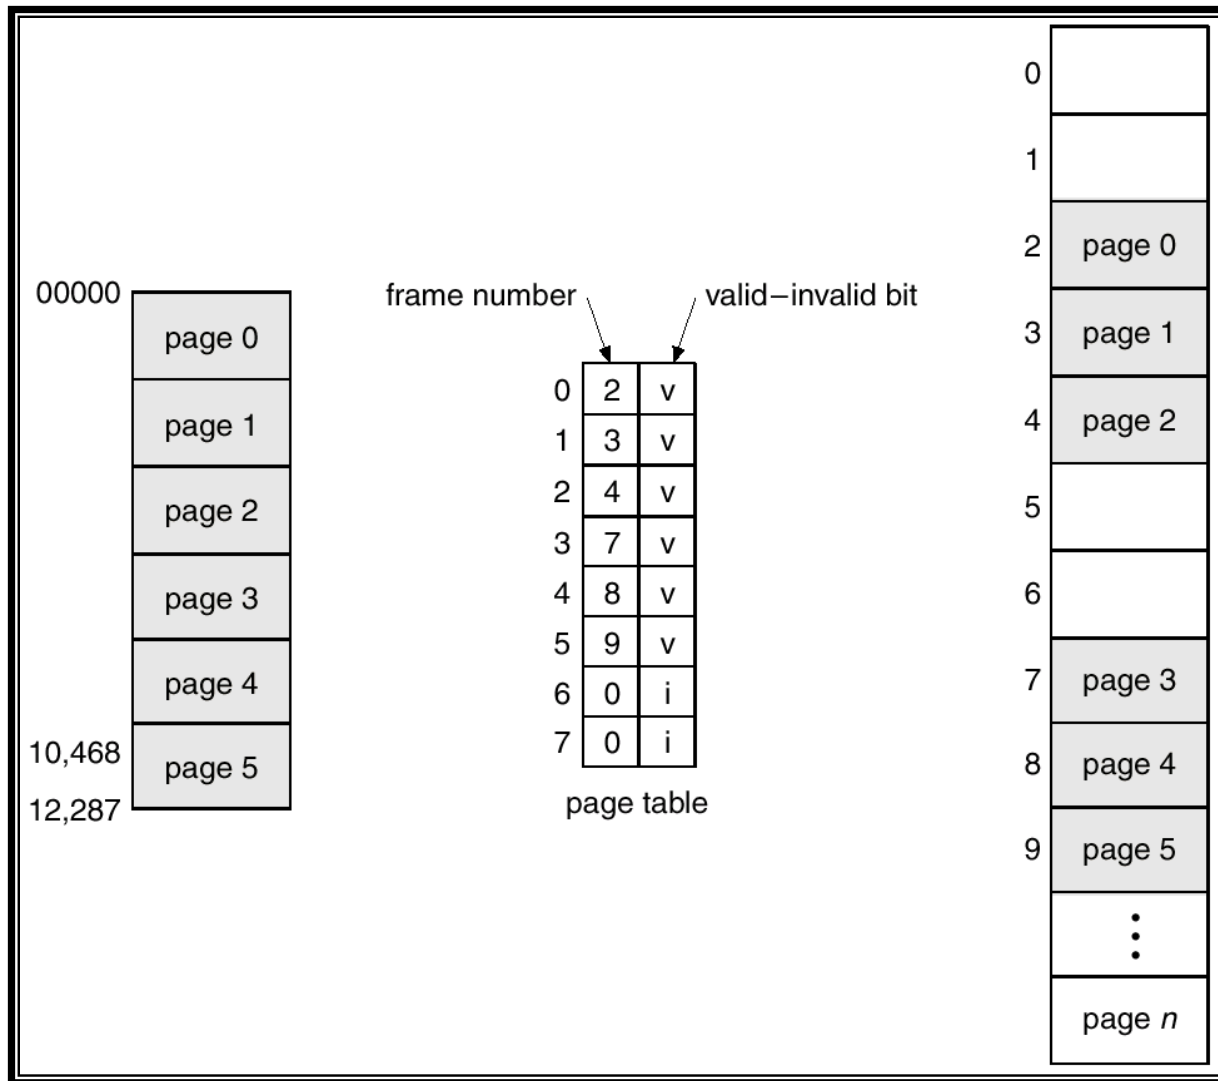 00000
page 0
page 1
page 2
page 3
page 4
10,468
page 5
12,287
frame number
valid–invalid bit
0 2 v
1 3 v
2 4 v
3 7 v
4 8 v
5 9 v
6 0 i
7 0 i
page table
0
1
2 page 0
3 page 1
4 page 2
5
6
7 page 3
8 page 4
9 page 5
page n